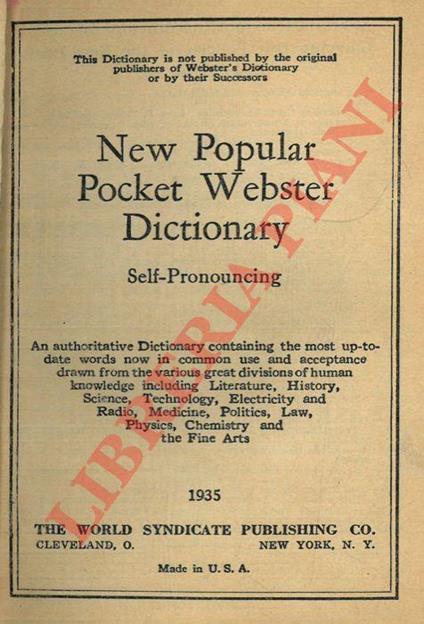 This Dictionary is not published by the original
publishers of Webster's Dictionary
or by their Successors
New Popular
Pocket Webster
Dictionary
Self-Pronouncing
An authoritative Dictionary containing the most up-to-
date words now in common use and acceptance
drawn from the various great divisions of human
knowledge including Literature, History,
Science, Technology, Electricity and
Radio, Medicine, Politics, Law,
Physics, Chemistry and
the Fine Arts
1935
THE WORLD SYNDICATE PUBLISHING CO.
CLEVELAND, O. NEW YORK, N. Y.
Made in U. S. A.
LIBRERIA PIANI